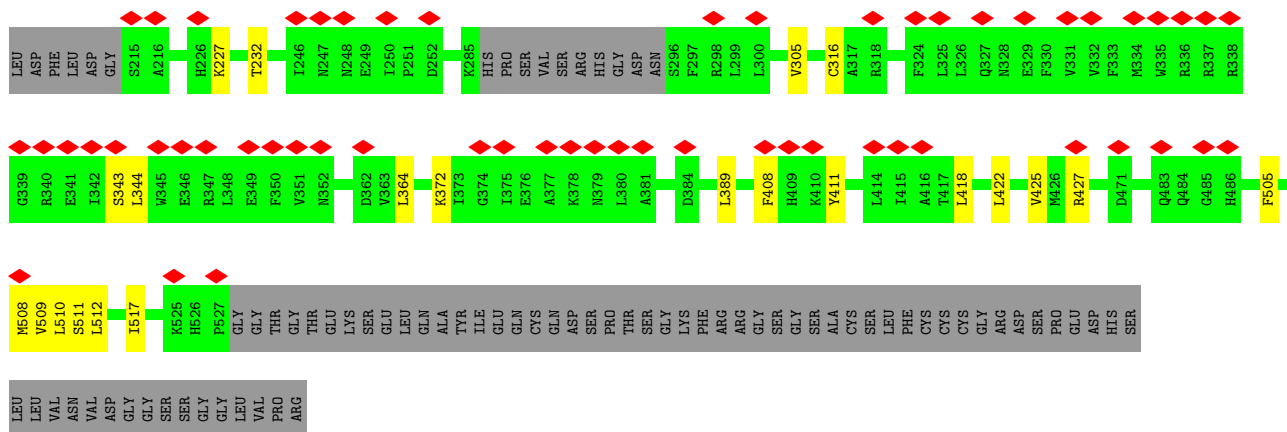 LEU ASP PHE LEU ASP GLY S215 A216 H226 K227 T232 I246 N247 N248 E249 I250 P251 D252 K285 HIS PRO SER VAL SER ARG HIS GLY ASP ASN S296 F297 R298 L299 L300 V305 C316 A317 R318 F324 L325 L326 Q327 N328 E329 F330 V331 V332 F333 M334 W335 R336 R337 R338
G339 R340 E341 I342 S343 L344 W345 E346 R347 L348 E349 F350 V351 N352 D362 V363 L364 K372 I373 G374 I375 E376 A377 K378 N379 L380 A381 D384 L389 F408 H409 K410 Y411 L414 I415 A416 T417 L418 L422 V425 M426 R427 D471 Q483 Q484 G485 H486 F505
M508 V509 L510 S511 L512 I517 K525 H526 P527 GLY GLY THR GLY THR GLU LYS SER GLU LEU GLN ALA TYR ILE GLU GLN CYS GLN ASP SER PRO THR SER GLY LYS PHE ARG ARG GLY SER GLY SER ALA CYS SER LEU PHE CYS CYS CYS GLY ARG ASP SER PRO GLU ASP HIS SER
LEU LEU VAL ASN VAL ASP GLY GLY SER SER GLY GLY LEU VAL PRO ARG